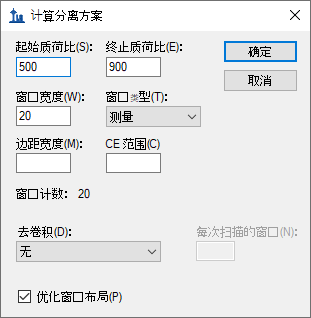 计算分离方案
起始质荷比(S): 终止质荷比(E):
500 900
确定
取消
窗口宽度(W): 窗口类型(T):
20 测量
边距宽度(M): CE 范围(C)
窗口计数: 20
去卷积(D): 每次扫描的窗口(N):
无
优化窗口布局(P)